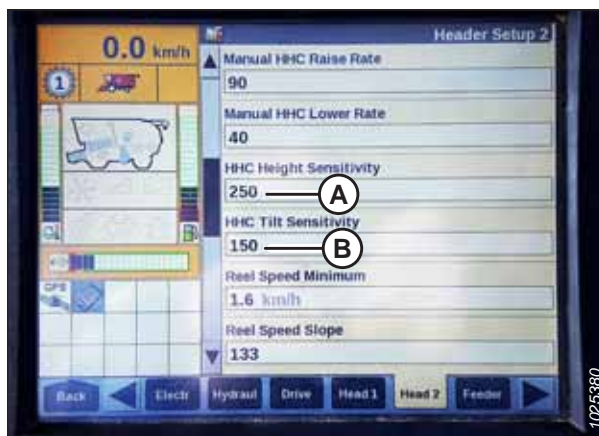 Header Setup 2
0.0 km/h
1
Manual HHC Raise Rate
90
Manual HHC Lower Rate
40
HHC Height Sensitivity
250
A
HHC Tilt Sensitivity
150
B
Reel Speed Minimum
1.6 km/h
GPS
Reel Speed Slope
133
Back
Electr
Hydraul
Drive
Head 1
Head 2
Feeder
1025380